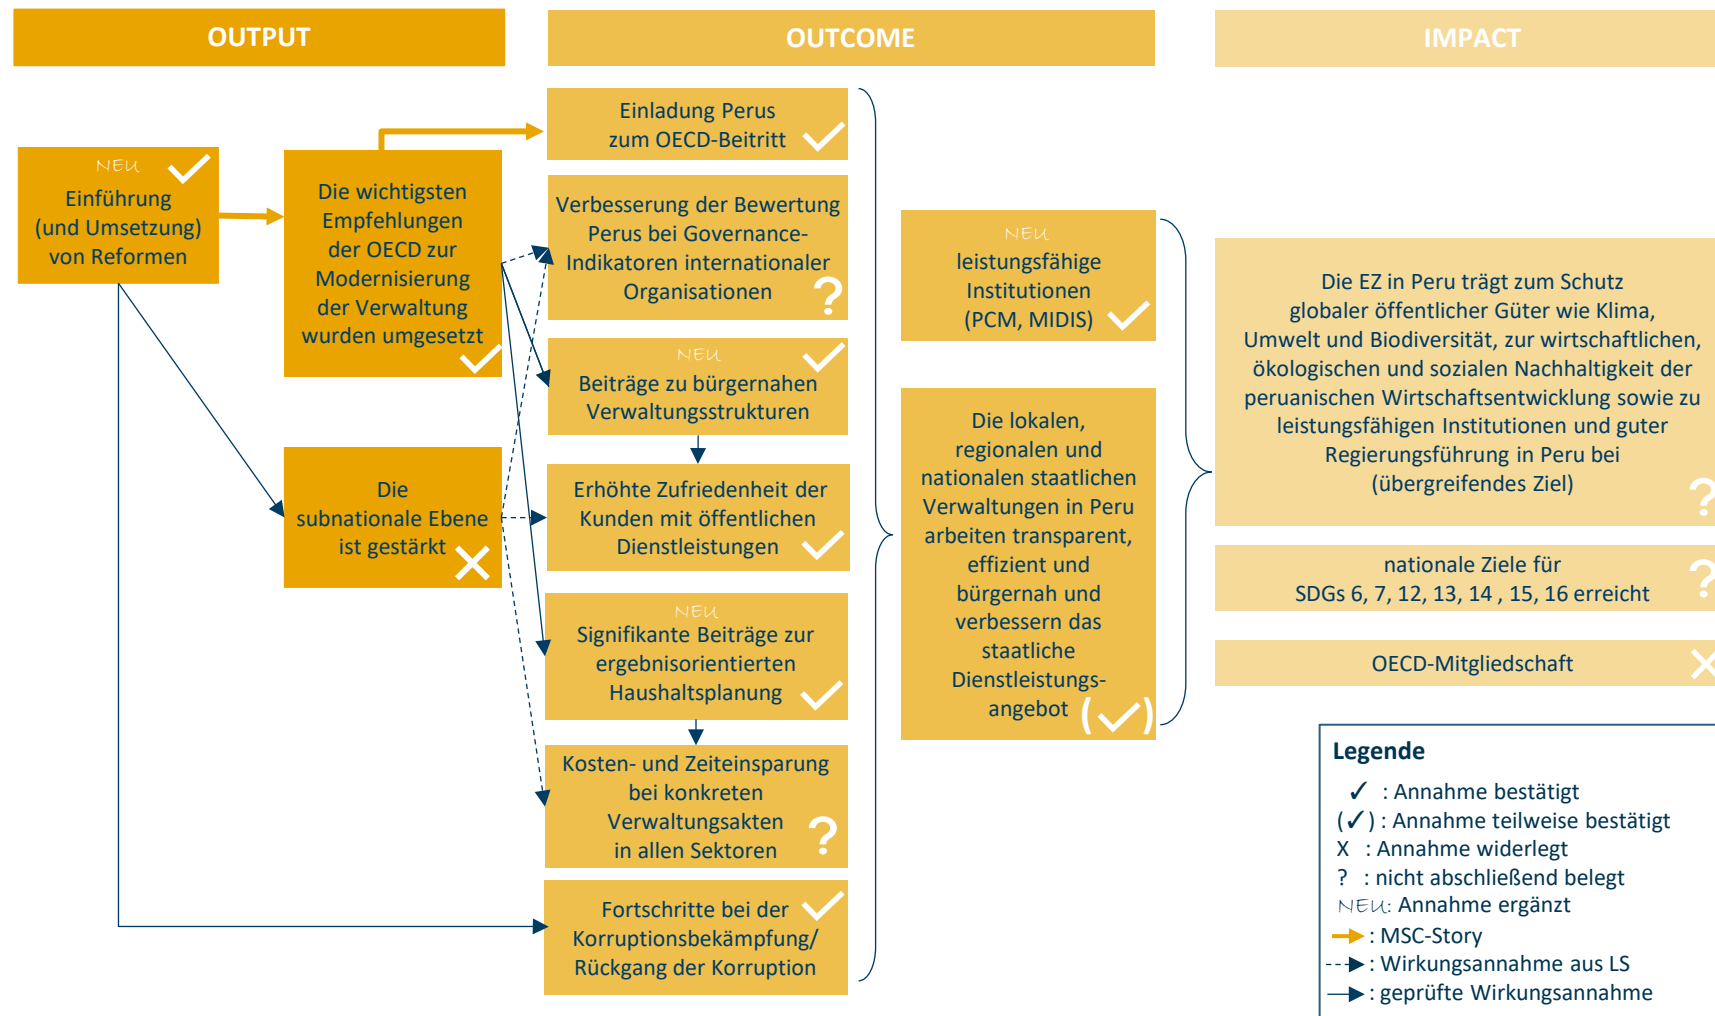 OUTPUT
OUTCOME
IMPACT
NEU
Einführung
(und Umsetzung)
von Reformen
Die wichtigsten
Empfehlungen
der OECD zur
Modernisierung
der Verwaltung
wurden umgesetzt
Die
subnationale Ebene
ist gestärkt
Einladung Perus
zum OECD-Beitritt
Verbesserung der Bewertung
Perus bei Governance-
Indikatoren internationaler
Organisationen
?
NEU
Beiträge zu bürgernahen
Verwaltungsstrukturen
Erhöhte Zufriedenheit der
Kunden mit öffentlichen
Dienstleistungen
NEU
Signifikante Beiträge zur
ergebnisorientierten
Haushaltsplanung
Kosten- und Zeiteinsparung
bei konkreten
Verwaltungsakten
in allen Sektoren
?
Fortschritte bei der
Korruptionsbekämpfung/
Rückgang der Korruption
NEU
leistungsfähige
Institutionen
(PCM, MIDIS)
Die lokalen,
regionalen und
nationalen staatlichen
Verwaltungen in Peru
arbeiten transparent,
effizient und
bürgernah und
verbessern das
staatliche
Dienstleistungs-
angebot (✓)
Die EZ in Peru trägt zum Schutz
globaler öffentlicher Güter wie Klima,
Umwelt und Biodiversität, zur wirtschaftlichen,
ökologischen und sozialen Nachhaltigkeit der
peruanischen Wirtschaftsentwicklung sowie zu
leistungsfähigen Institutionen und guter
Regierungsführung in Peru bei
(übergreifendes Ziel)
?
nationale Ziele für
SDGs 6, 7, 12, 13, 14 , 15, 16 erreicht
?
OECD-Mitgliedschaft
Legende
✓ : Annahme bestätigt
(✓) : Annahme teilweise bestätigt
X : Annahme widerlegt
? : nicht abschließend belegt
NEU: Annahme ergänzt
: MSC-Story
: Wirkungsannahme aus LS
: geprüfte Wirkungsannahme